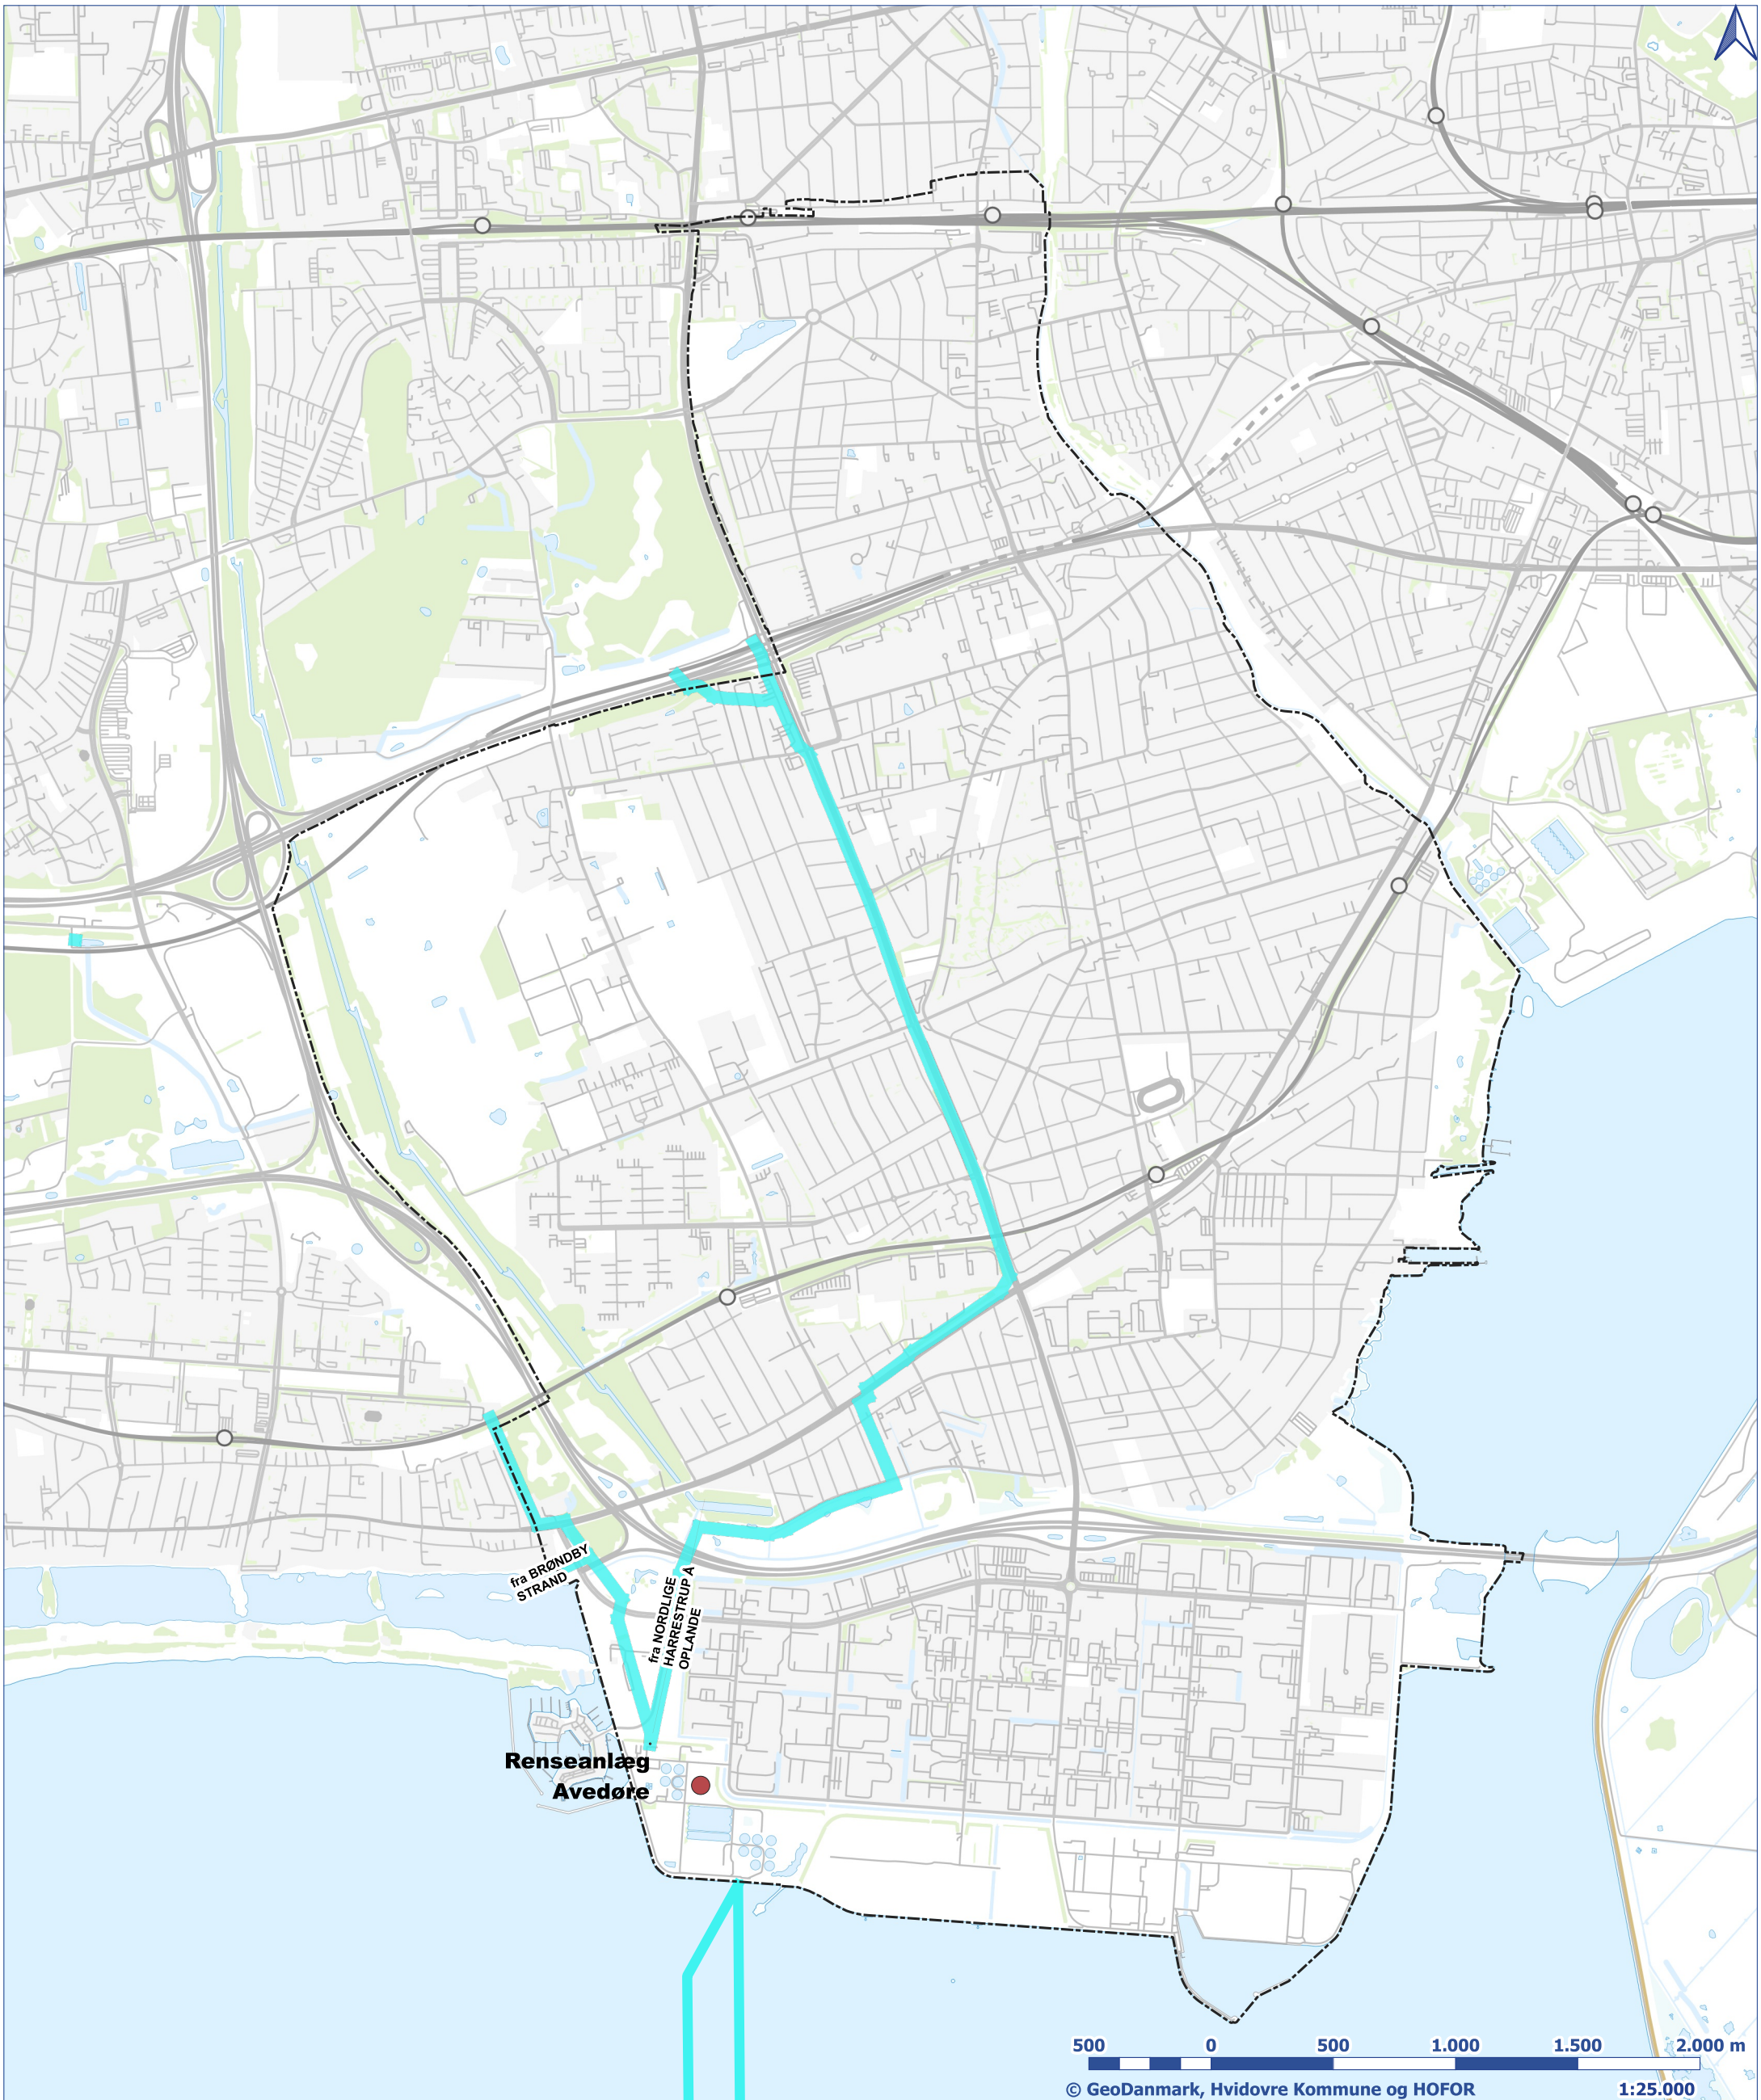 fra BRØNDBY
STRAND
fra NORDLIGE
HARRESTRUP Å
OPLANDE
Renseanlæg
Avedøre
500 0 500 1.000 1.500 2.000 m
© GeoDanmark, Hvidovre Kommune og HOFOR 1:25.000